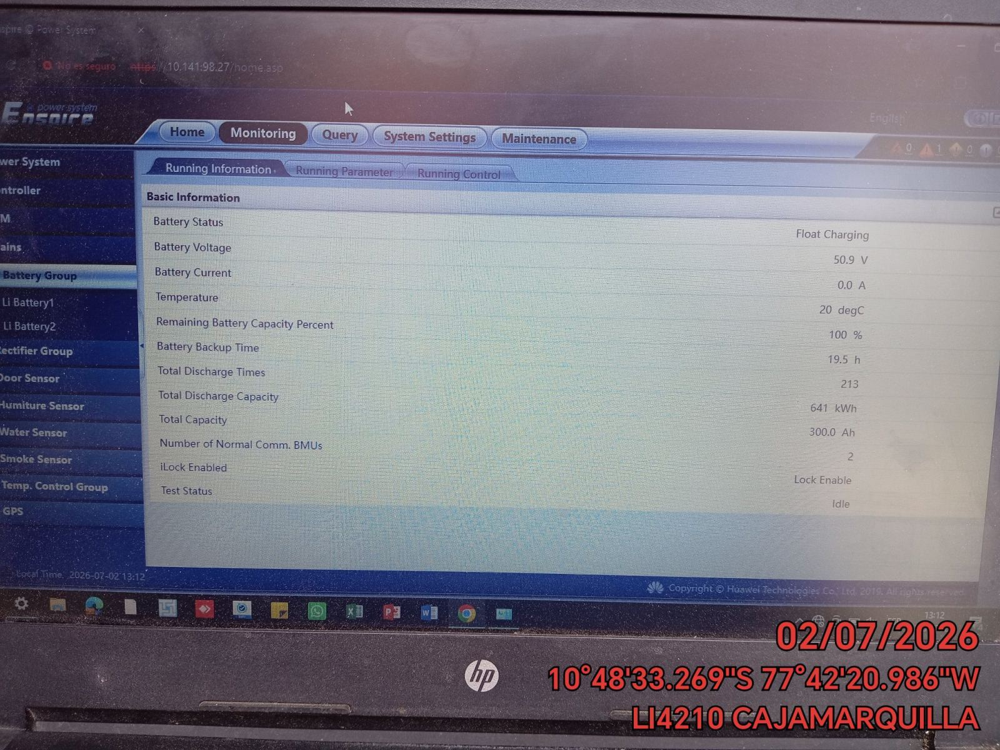 nspire @ Power System
No es seguro https://10.141.98.27/home.asp
power system
Enspire
English
Home Monitoring Query System Settings Maintenance
0 1 0
Running Information Running Parameter Running Control
wer System
ntroller
M
ains
Battery Group
Li Battery1
Li Battery2
ectifier Group
Door Sensor
Humiture Sensor
Water Sensor
Smoke Sensor
Temp. Control Group
GPS
Basic Information
Battery Status Float Charging
Battery Voltage 50.9 V
Battery Current 0.0 A
Temperature 20 degC
Remaining Battery Capacity Percent 100 %
Battery Backup Time 19.5 h
Total Discharge Times 213
Total Discharge Capacity 641 kWh
Total Capacity 300.0 Ah
Number of Normal Comm. BMUs 2
iLock Enabled Lock Enable
Test Status Idle
Local Time, 2026-07-02 13:12
Copyright © Huawei Technologies Co., Ltd. 2019. All rights reserved.
13:12
hp
02/07/2026
10°48'33.269"S 77°42'20.986"W
LI4210 CAJAMARQUILLA